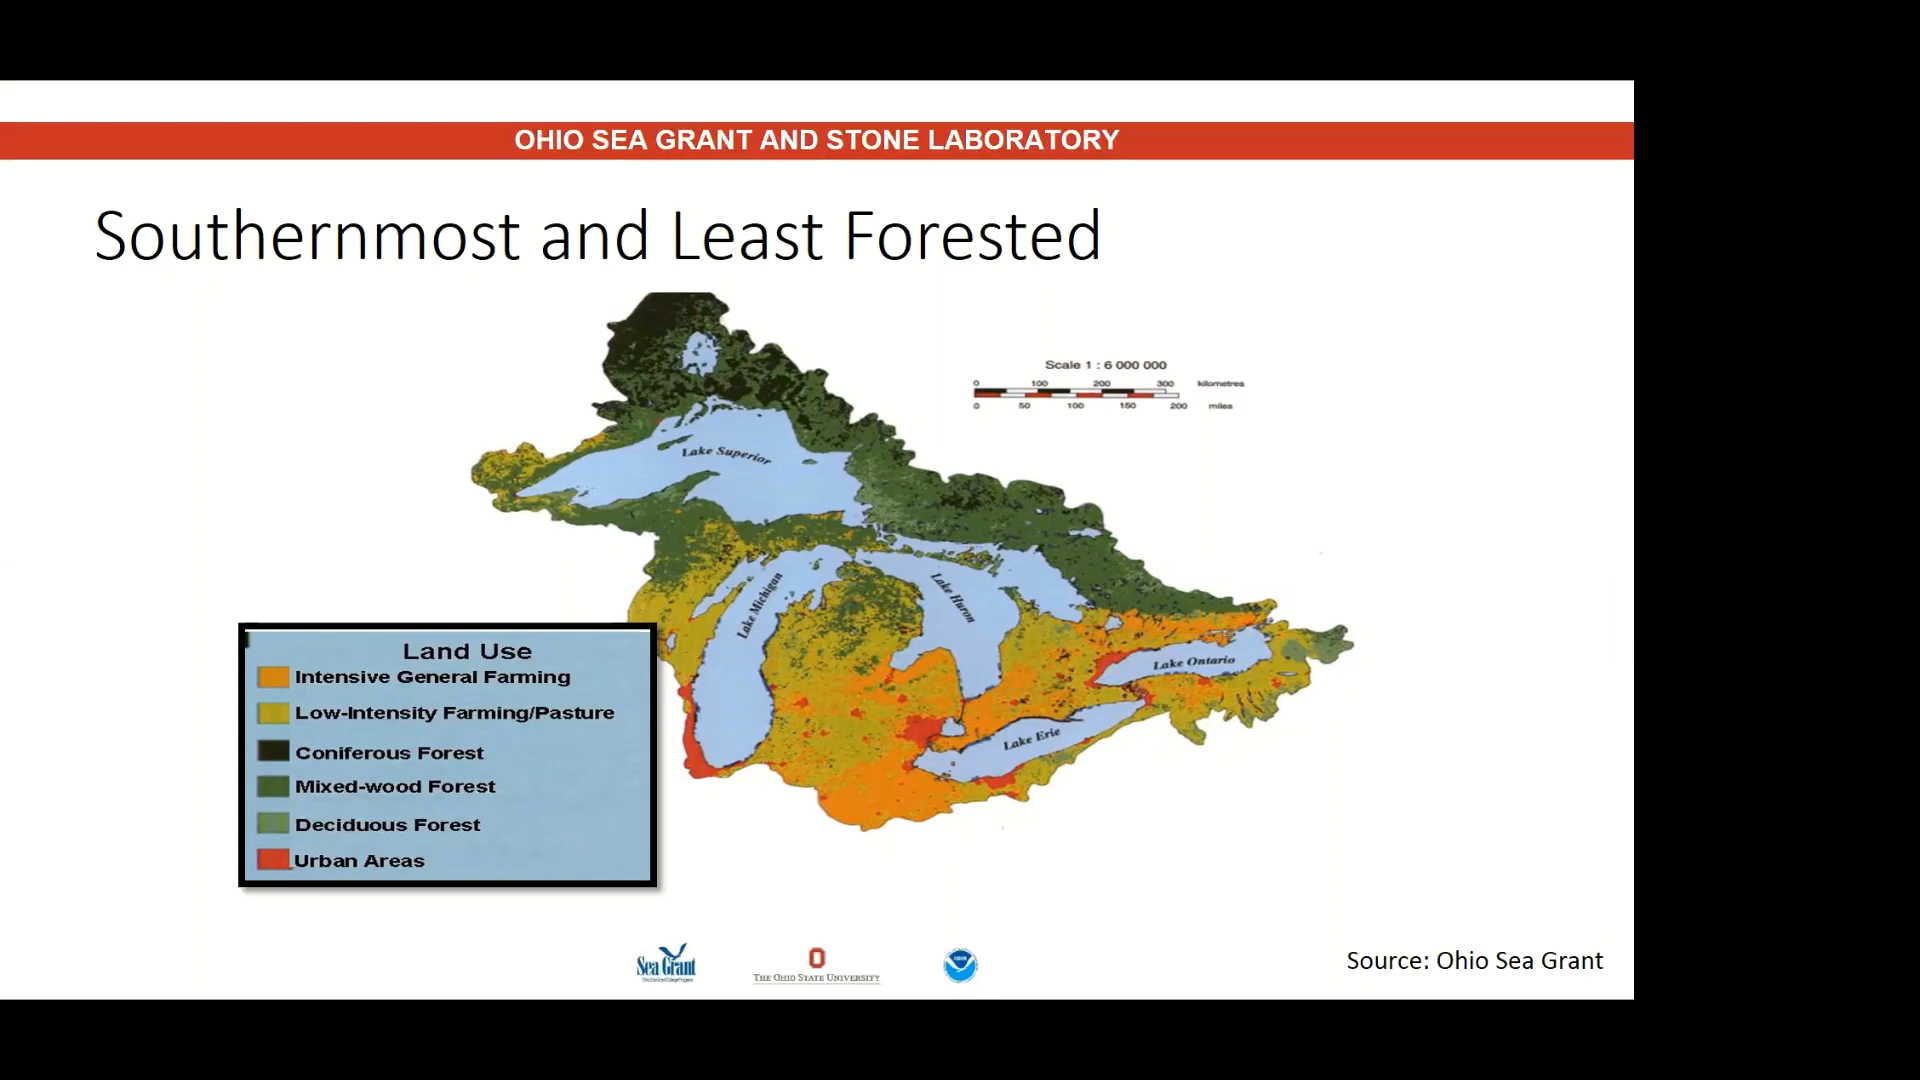 OHIO SEA GRANT AND STONE LABORATORY
Southernmost and Least Forested
Scale 1 : 6 000 000
0 100 200 300 kilometres
0 50 100 150 200 miles
Lake Superior
Lake Michigan
Lake Huron
Lake Ontario
Lake Erie
Land Use
Intensive General Farming
Low-Intensity Farming/Pasture
Coniferous Forest
Mixed-wood Forest
Deciduous Forest
Urban Areas
Sea Grant
THE OHIO STATE UNIVERSITY
Source: Ohio Sea Grant